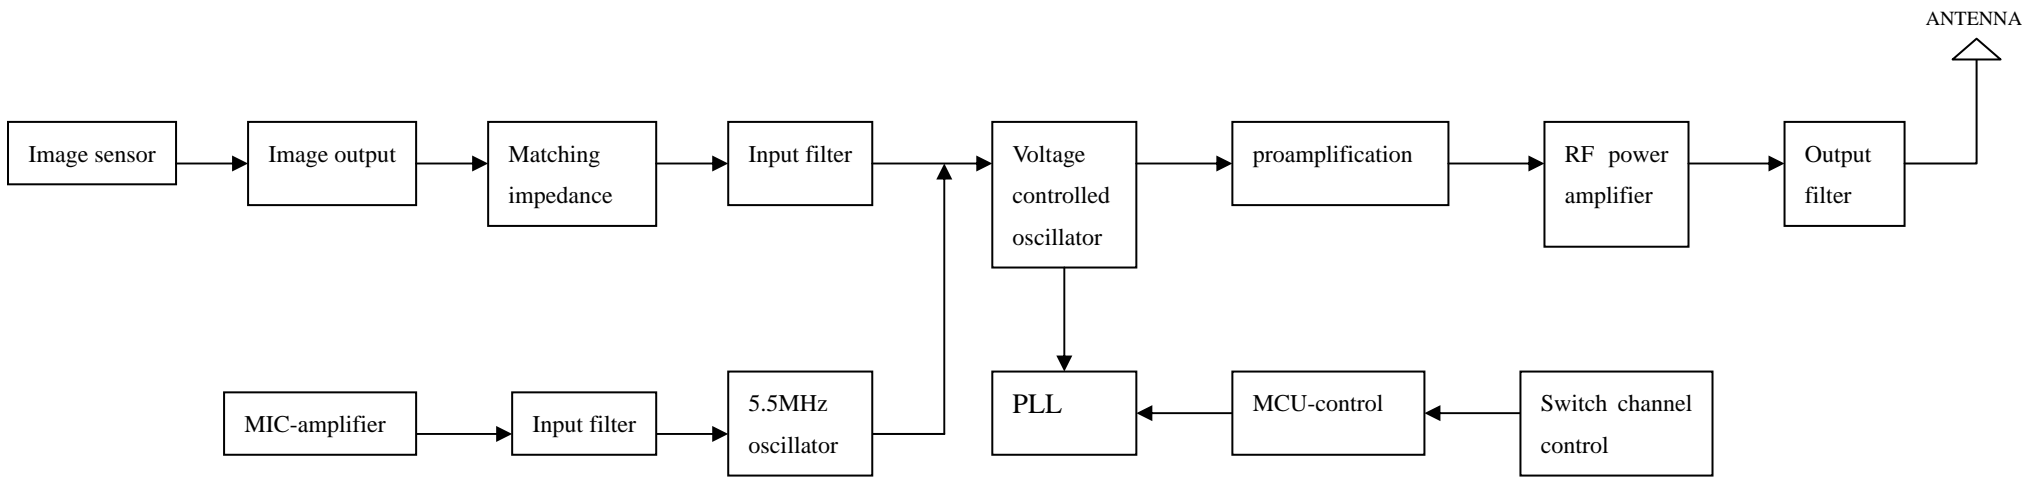 ANTENNA
Image sensor
Image output
Matching
impedance
Input filter
Voltage
controlled
oscillator
proamplification
RF power
amplifier
Output
filter
MIC-amplifier
Input filter
5.5MHz
oscillator
PLL
MCU-control
Switch channel
control